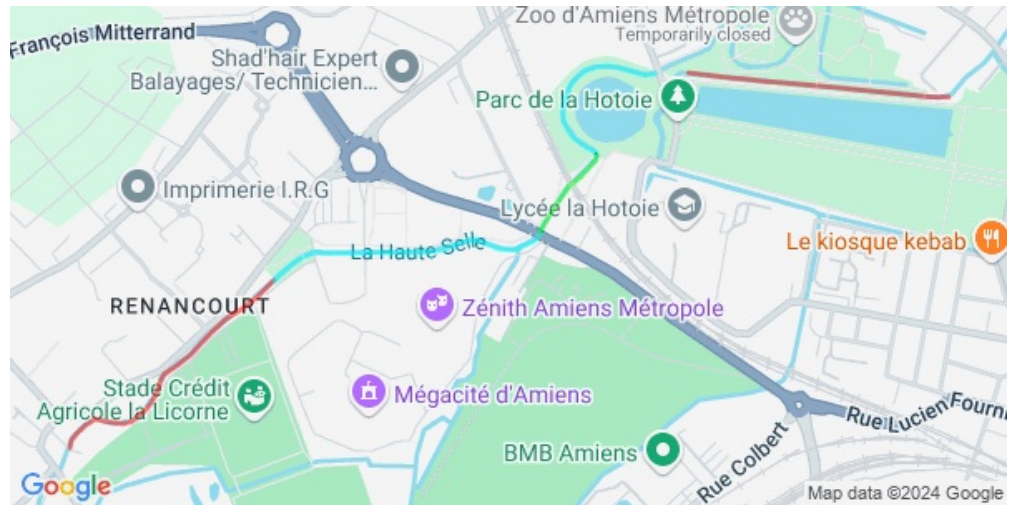 François Mitterrand
Zoo d'Amiens Métropole
Temporarily closed
Shad'hair Expert
Balayages/ Technicien...
Parc de la Hotoie
Imprimerie I.R.G
Lycée la Hotoie
La Haute Selle
Le kiosque kebab
RENANCOURT
Zénith Amiens Métropole
Stade Crédit
Agricole la Licorne
Mégacité d'Amiens
Rue Lucien Fourni
BMB Amiens
Rue Colbert
Google
Map data ©2024 Google